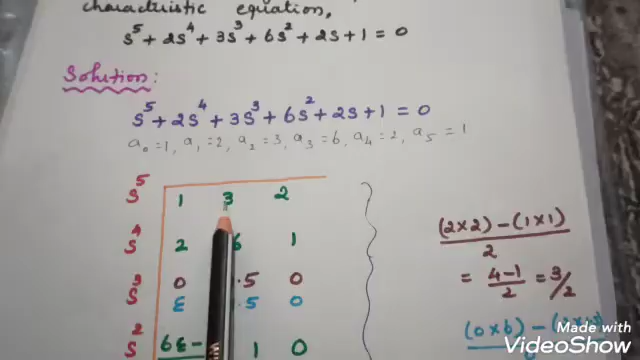 characteristic equation,
s⁵ + 2s⁴ + 3s³ + 6s² + 2s + 1 = 0
Solution:
s⁵ + 2s⁴ + 3s³ + 6s² + 2s + 1 = 0
a₀ = 1, a₁ = 2, a₂ = 3, a₃ = 6, a₄ = 2, a₅ = 1
s⁵ 1 3 2
s⁴ 2 6 1
s³ 0 .5 0
s³ ε .5 0
s² 6ε - 1 0
(2×2) - (1×1)
2
= 4-1/2 = 3/2
Made with
VideoShow